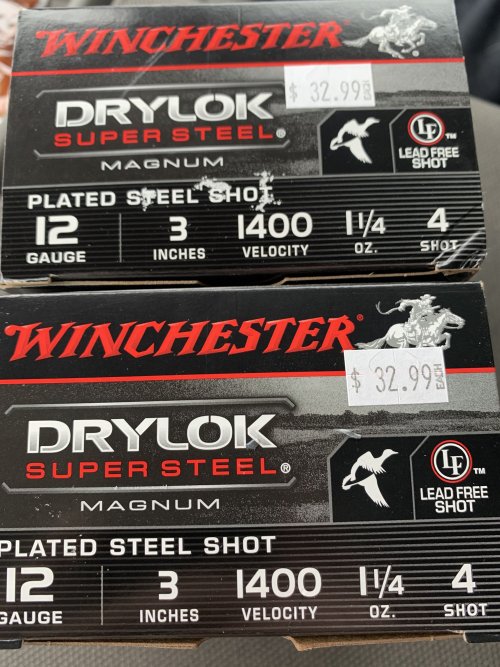 WINCHESTER
$ 32.99 EACH
DRYLOK
SUPER STEEL®
MAGNUM
LF™
LEAD FREE
SHOT
PLATED STEEL SHOT
12 3 1400 1 1/4 4
GAUGE INCHES VELOCITY OZ. SHOT
WINCHESTER®
$ 32.99 EACH
DRYLOK
SUPER STEEL®
MAGNUM
LF™
LEAD FREE
SHOT
PLATED STEEL SHOT
12 3 1400 1 1/4 4
GAUGE INCHES VELOCITY OZ. SHOT